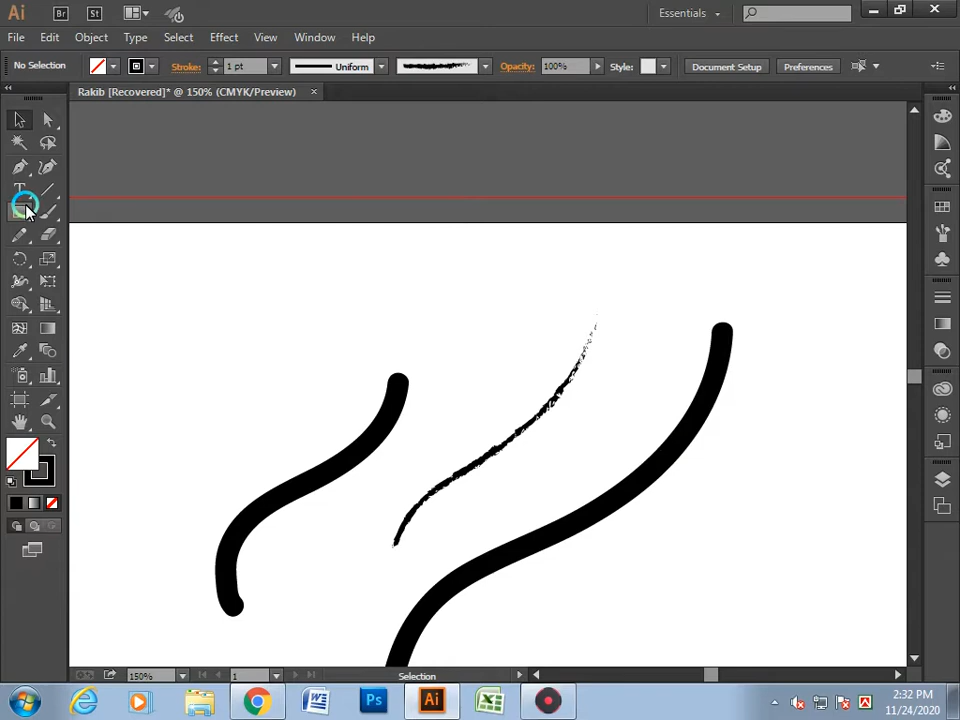 Ai Br St Essentials
File Edit Object Type Select Effect View Window Help
No Selection Stroke: 1 pt Uniform Opacity: 100% Style: Document Setup Preferences
Rakib [Recovered]* @ 150% (CMYK/Preview) ×
T
150% 1 Selection
Ps Ai 2:32 PM
11/24/2020